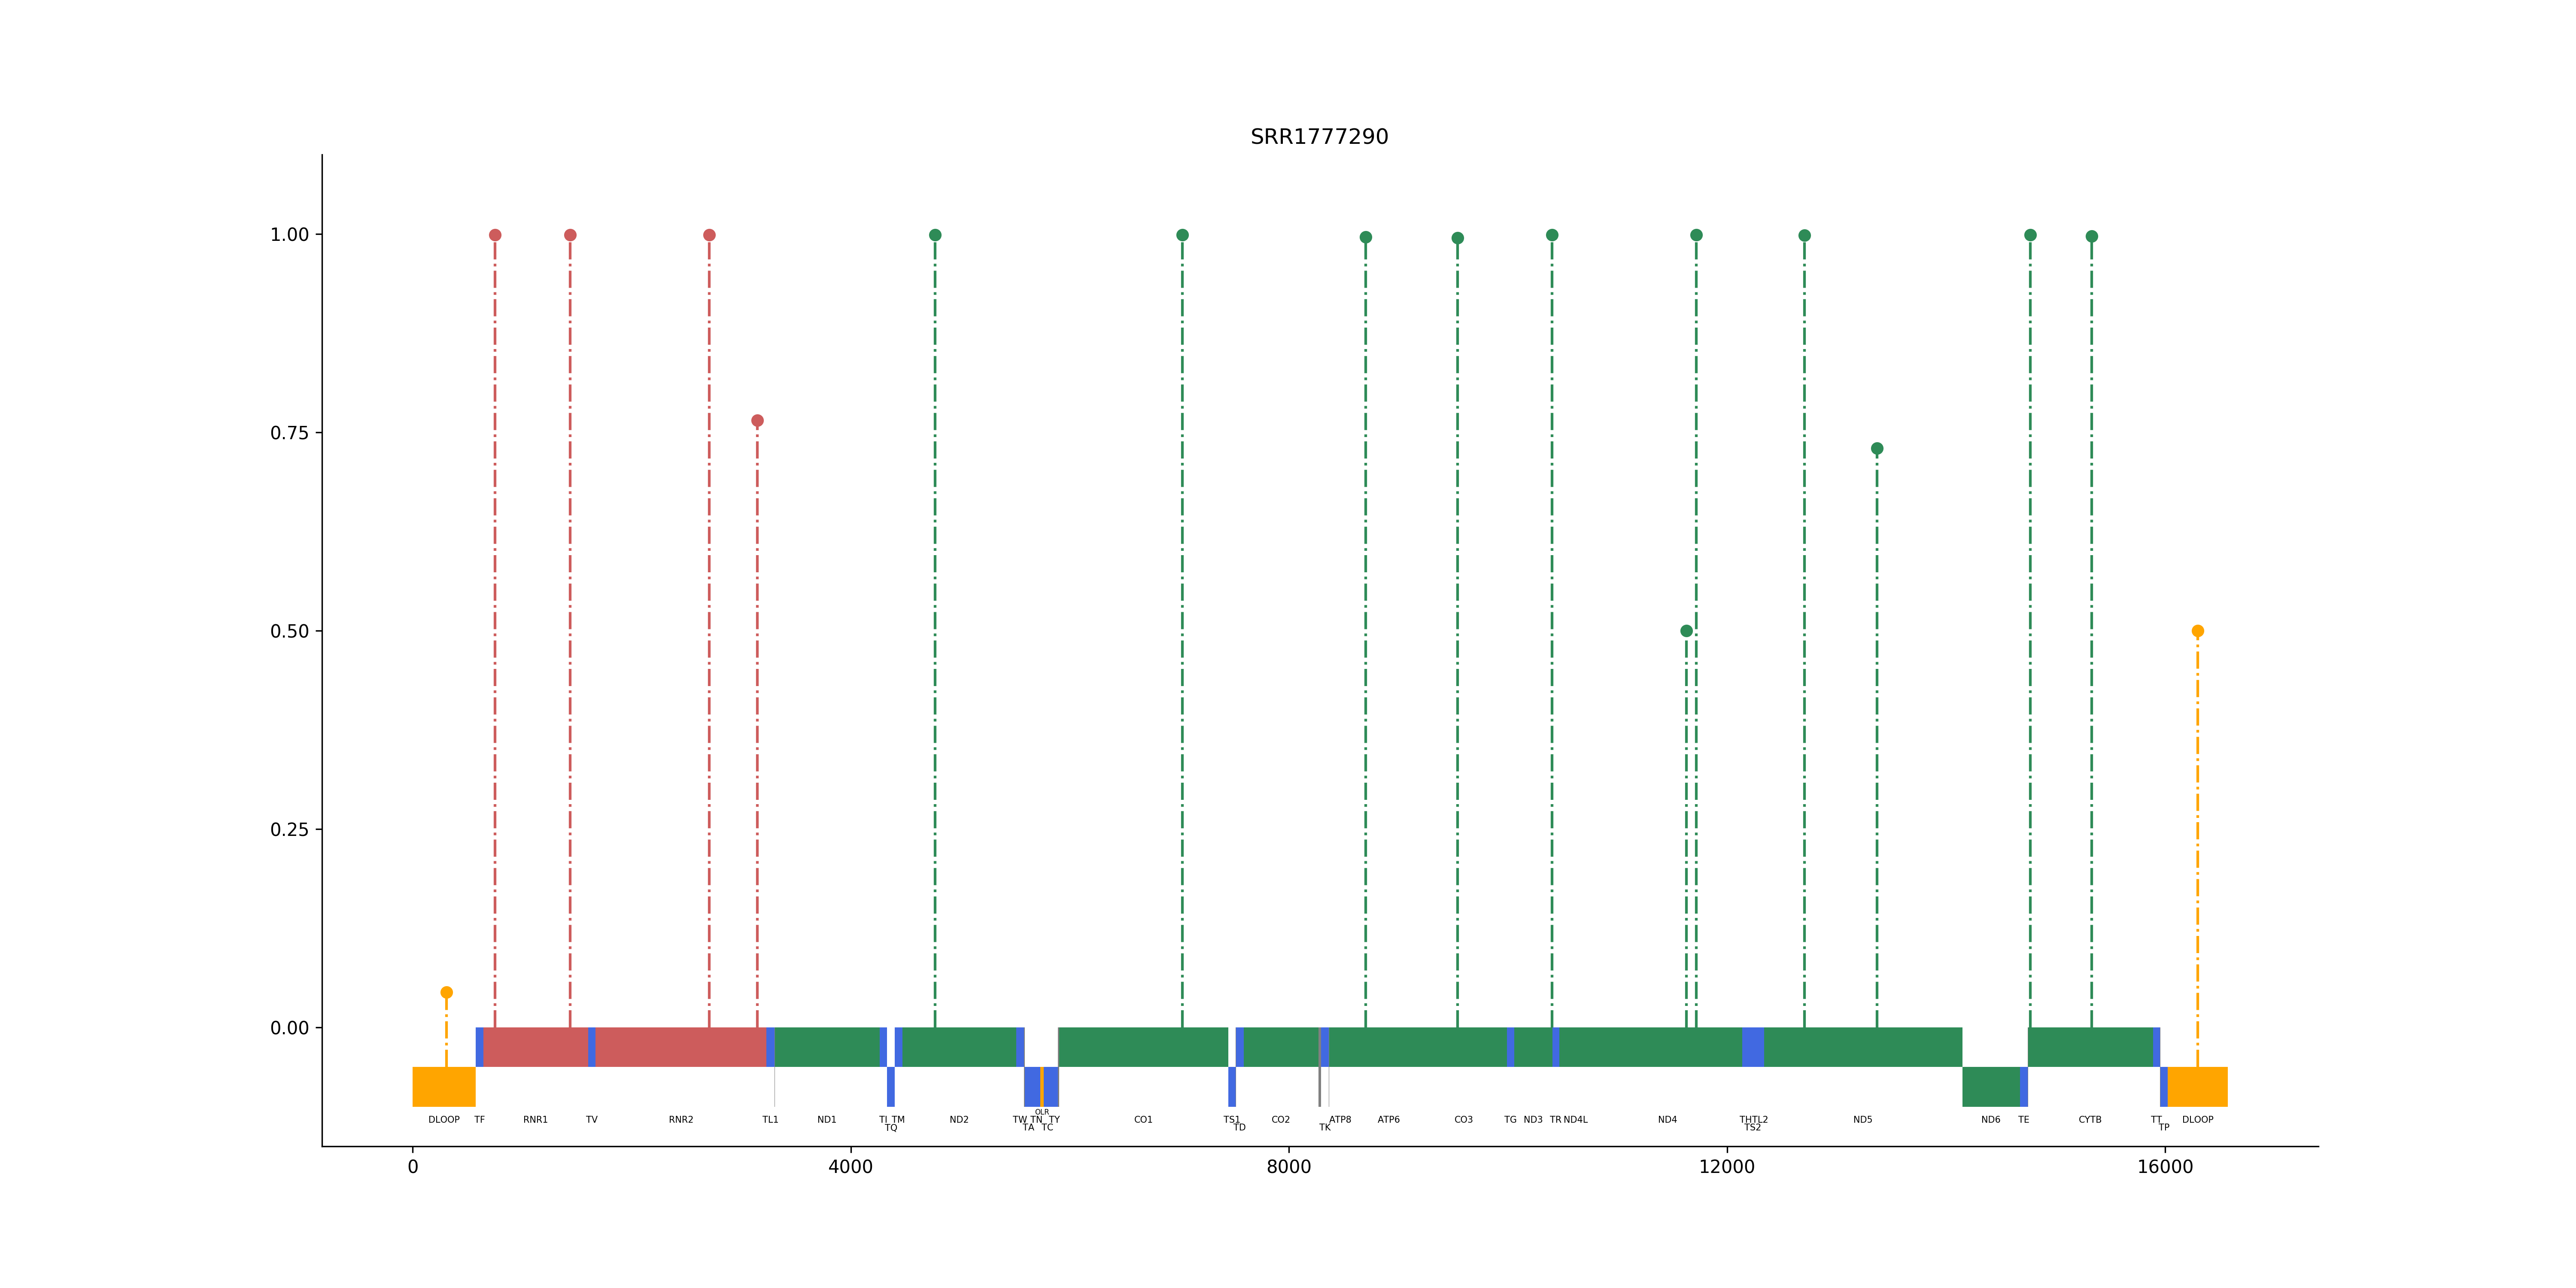 SRR1777290
1.00
0.75
0.50
0.25
0.00
OLR
DLOOP TF RNR1 TV RNR2 TL1 ND1 TI TM ND2 TW TN TY CO1 TS1 CO2 ATP8 ATP6 CO3 TG ND3 TR ND4L ND4 TH TL2 ND5 ND6 TE CYTB TT DLOOP
TQ TA TC TD TK TS2 TP
0 4000 8000 12000 16000